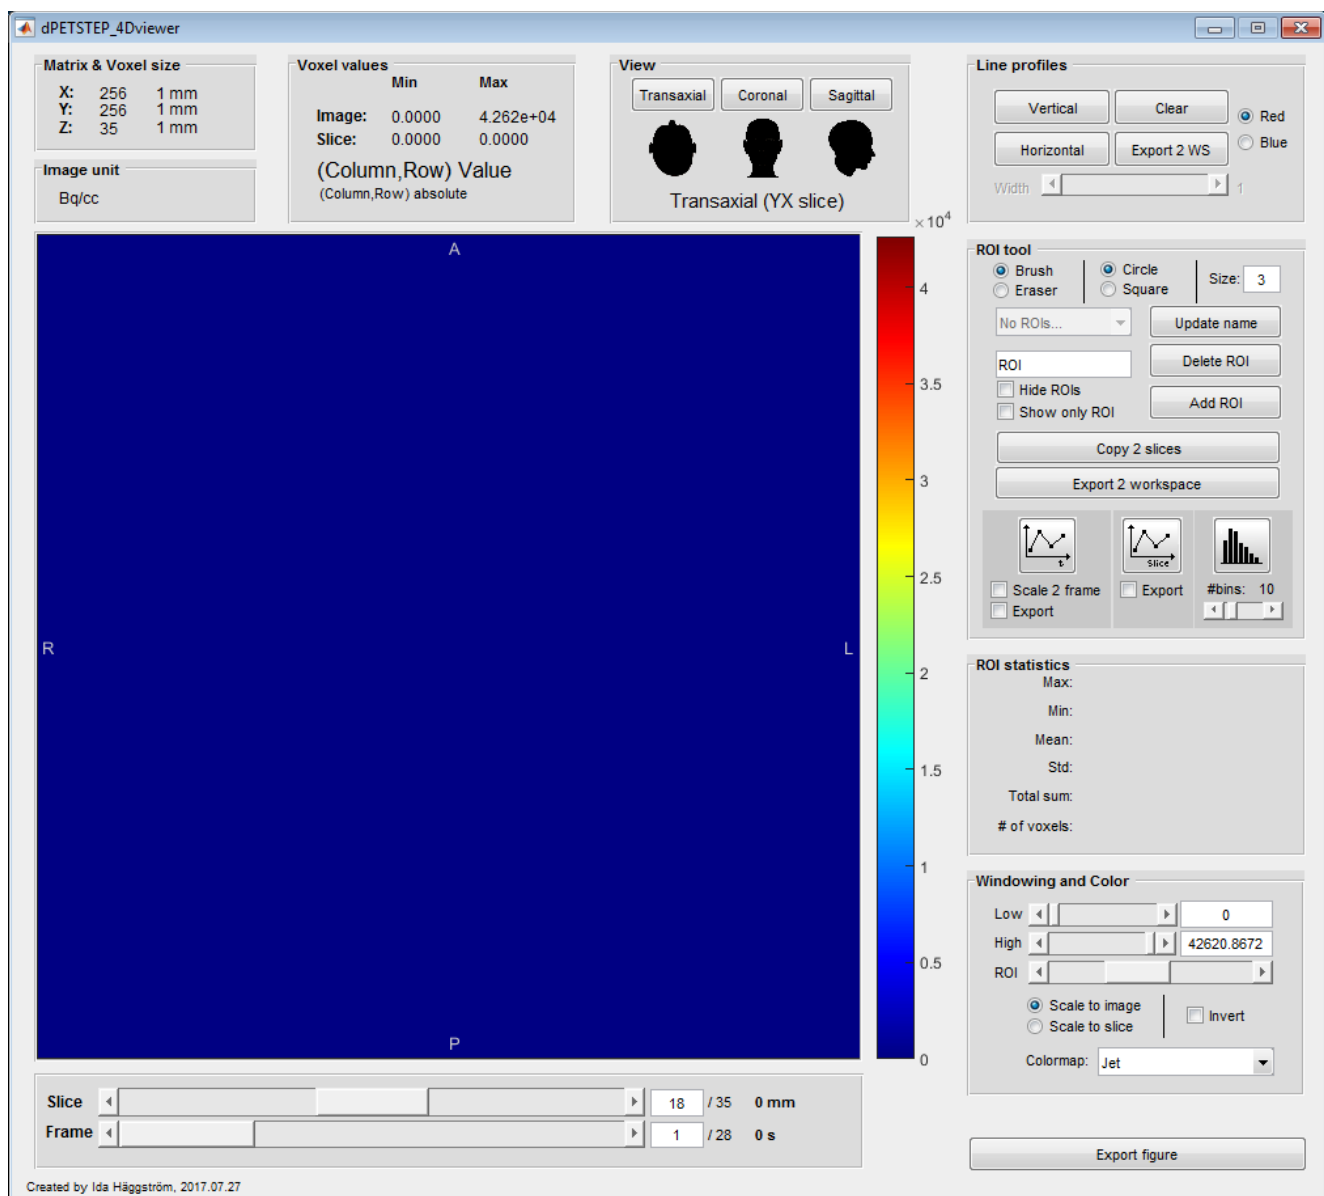 dPETSTEP_4Dviewer
Matrix & Voxel size
X: 256 1 mm
Y: 256 1 mm
Z: 35 1 mm
Image unit
Bq/cc
Voxel values
Min Max
Image: 0.0000 4.262e+04
Slice: 0.0000 0.0000
(Column,Row) Value
(Column,Row) absolute
View
Transaxial Coronal Sagittal
Transaxial (YX slice)
Line profiles
Vertical Clear Red
Horizontal Export 2 WS Blue
Width 1
A
R L
P
×10⁴
4
3.5
3
2.5
2
1.5
1
0.5
0
ROI tool
Brush Circle Size: 3
Eraser Square
No ROIs... Update name
ROI Delete ROI
Hide ROIs
Show only ROI Add ROI
Copy 2 slices
Export 2 workspace
t Slice
Scale 2 frame Export #bins: 10
Export
ROI statistics
Max:
Min:
Mean:
Std:
Total sum:
# of voxels:
Windowing and Color
Low 0
High 42620.8672
ROI
Scale to image Invert
Scale to slice
Colormap: Jet
Slice 18 / 35 0 mm
Frame 1 / 28 0 s
Export figure
Created by Ida Häggström, 2017.07.27